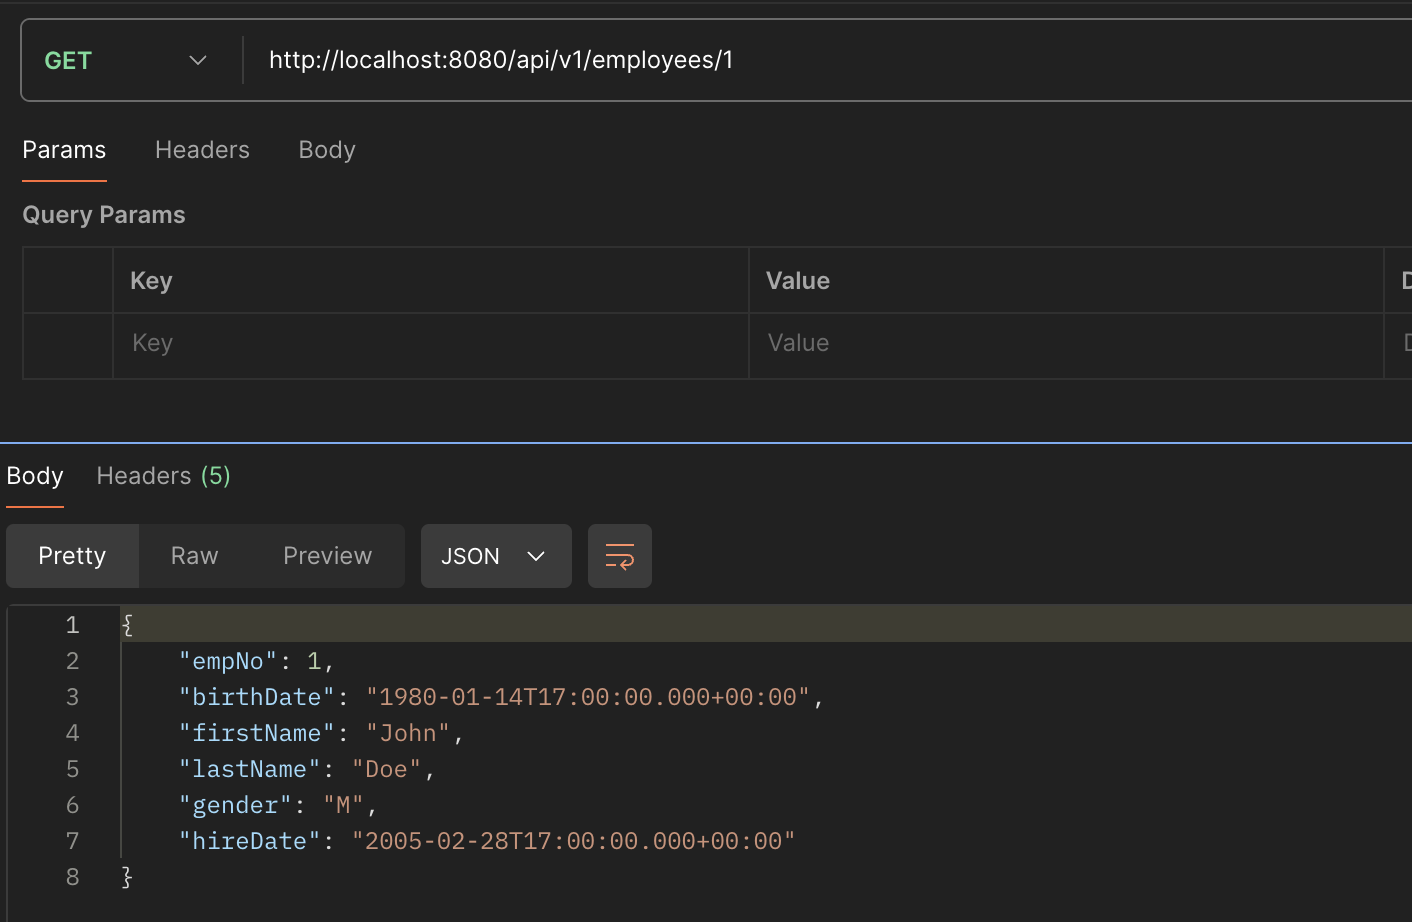 GET http://localhost:8080/api/v1/employees/1
Params Headers Body
Query Params
Key Value
Key Value
Body Headers (5)
Pretty Raw Preview JSON
1 {
2 "empNo": 1,
3 "birthDate": "1980-01-14T17:00:00.000+00:00",
4 "firstName": "John",
5 "lastName": "Doe",
6 "gender": "M",
7 "hireDate": "2005-02-28T17:00:00.000+00:00"
8 }